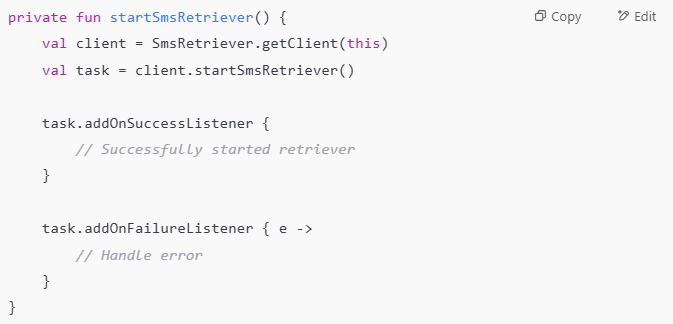 private fun startSmsRetriever() {
Copy
Edit
val client = SmsRetriever.getClient(this)
val task = client.startSmsRetriever()
task.addOnSuccessListener {
// Successfully started retriever
}
task.addOnFailureListener { e ->
// Handle error
}
}